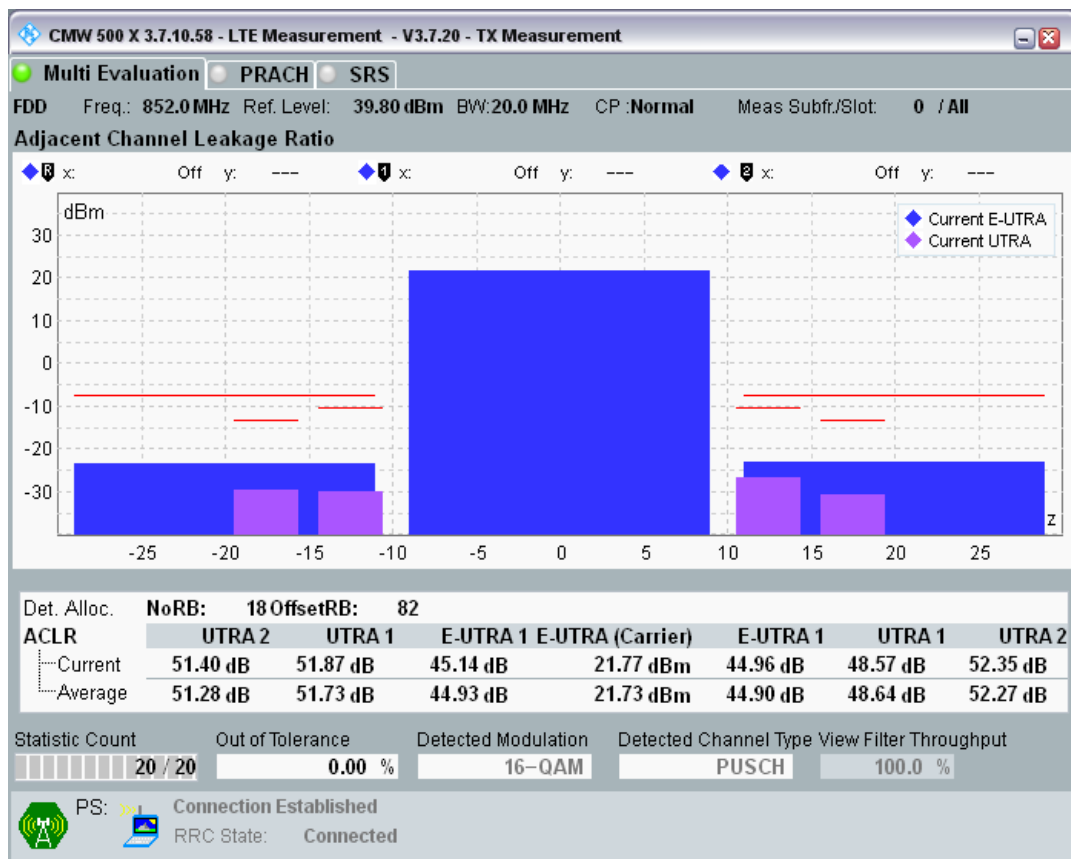 CMW 500 X 3.7.10.58 - LTE Measurement - V3.7.20 - TX Measurement
Multi Evaluation PRACH SRS
FDD Freq.: 852.0 MHz Ref. Level: 39.80 dBm BW:20.0 MHz CP :Normal Meas Subfr./Slot: 0 / All
Adjacent Channel Leakage Ratio
R x: Off y: --- 1 x: Off y: --- 2 x: Off y: ---
dBm
Current E-UTRA
Current UTRA
30
20
10
0
-10
-20
-30
z
-25 -20 -15 -10 -5 0 5 10 15 20 25
Det. Alloc. NoRB: 18 OffsetRB: 82
ACLR UTRA 2 UTRA 1 E-UTRA 1 E-UTRA (Carrier) E-UTRA 1 UTRA 1 UTRA 2
Current 51.40 dB 51.87 dB 45.14 dB 21.77 dBm 44.96 dB 48.57 dB 52.35 dB
Average 51.28 dB 51.73 dB 44.93 dB 21.73 dBm 44.90 dB 48.64 dB 52.27 dB
Statistic Count Out of Tolerance Detected Modulation Detected Channel Type View Filter Throughput
20 / 20 0.00 % 16-QAM PUSCH 100.0 %
PS: Connection Established
RRC State: Connected